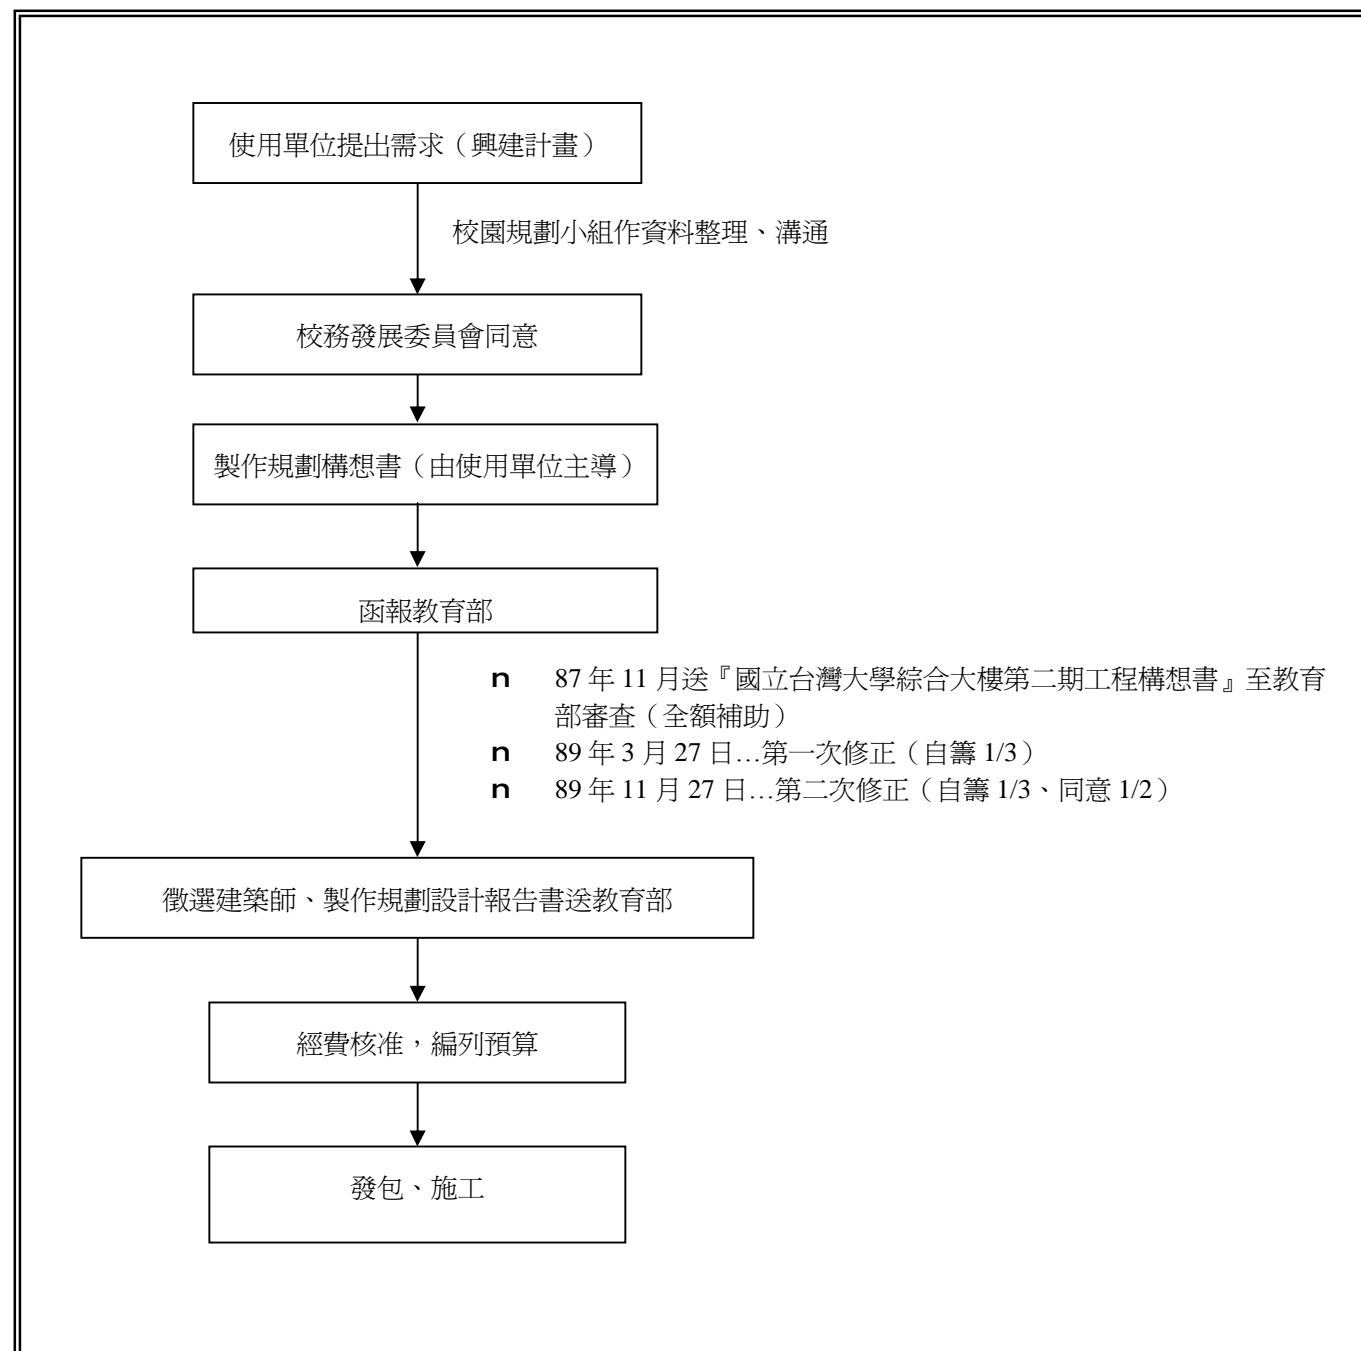 使用單位提出需求（興建計畫）
校園規劃小組作資料整理、溝通
校務發展委員會同意
製作規劃構想書（由使用單位主導）
函報教育部
n 87 年 11 月送『國立台灣大學綜合大樓第二期工程構想書』至教育
部審查（全額補助）
n 89 年 3 月 27 日…第一次修正（自籌 1/3）
n 89 年 11 月 27 日…第二次修正（自籌 1/3、同意 1/2）
徵選建築師、製作規劃設計報告書送教育部
經費核准，編列預算
發包、施工